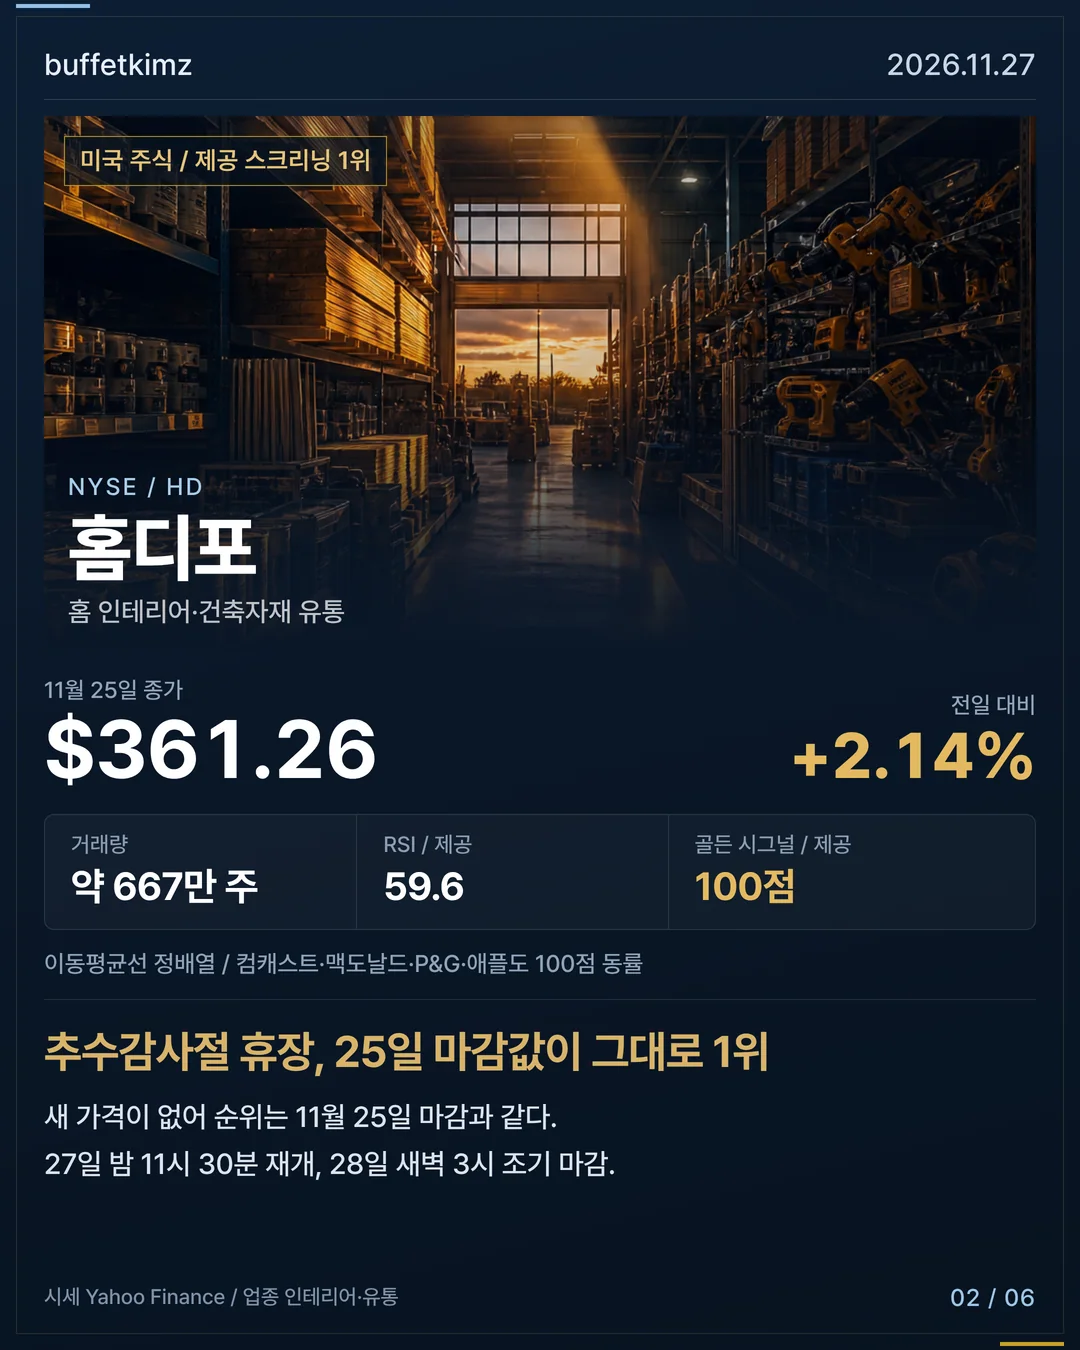 buffetkimz
2026.11.27
미국 주식 / 제공 스크리닝 1위
NYSE / HD
홈디포
홈 인테리어·건축자재 유통
11월 25일 종가
$361.26
전일 대비
+2.14%
거래량
약 667만 주
RSI / 제공
59.6
골든 시그널 / 제공
100점
이동평균선 정배열 / 컴캐스트·맥도날드·P&G·애플도 100점 동률
추수감사절 휴장, 25일 마감값이 그대로 1위
새 가격이 없어 순위는 11월 25일 마감과 같다.
27일 밤 11시 30분 재개, 28일 새벽 3시 조기 마감.
시세 Yahoo Finance / 업종 인테리어·유통
02 / 06